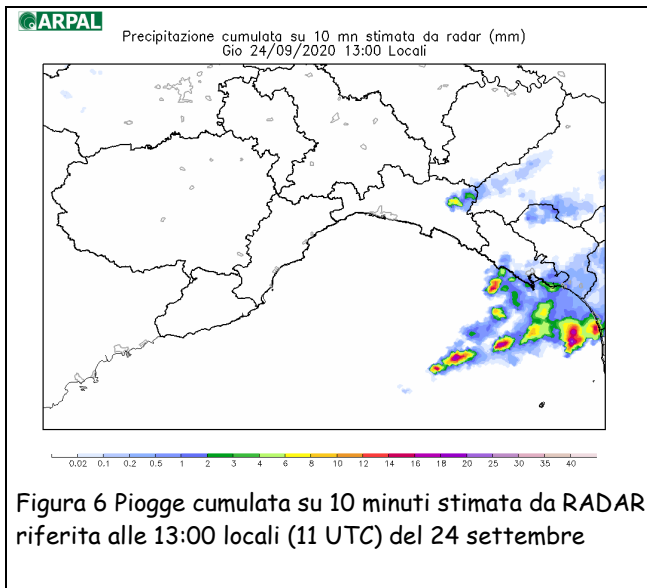 ARPAL
Precipitazione cumulata su 10 mn stimata da radar (mm)
Gio 24/09/2020 13:00 Locali
0.02 0.1 0.2 0.5 1 2 3 4 6 8 10 12 14 16 18 20 25 30 35 40
Figura 6 Piogge cumulata su 10 minuti stimata da RADAR
riferita alle 13:00 locali (11 UTC) del 24 settembre